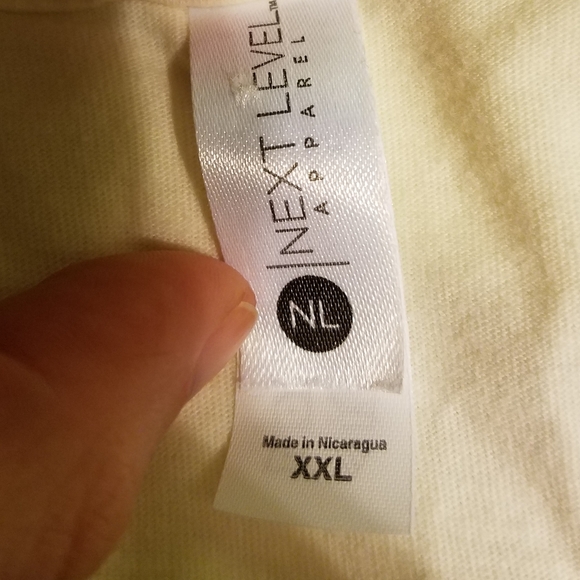 NEXT LEVEL™
APPAREL
NL
Made in Nicaragua
XXL